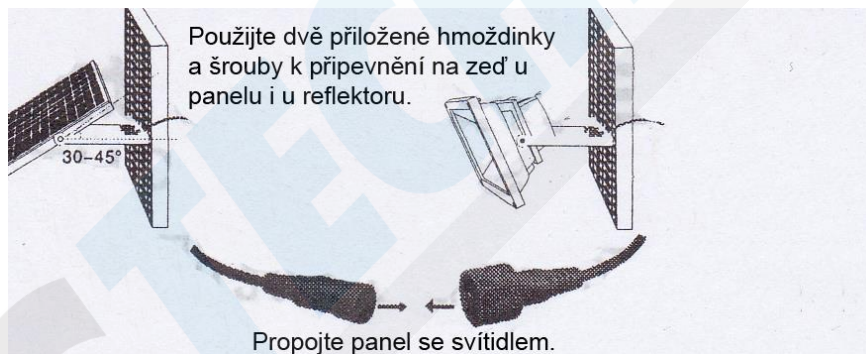 Použijte dvě přiložené hmoždinky
a šrouby k připevnění na zeď u
panelu i u reflektoru.
30-45°
Propojte panel se svítidlem.